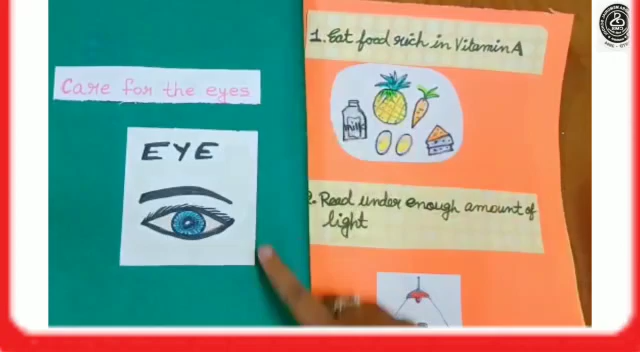 Care for the eyes
EYE
1. Eat food rich in Vitamin A
milk
2. Read under enough amount of
light